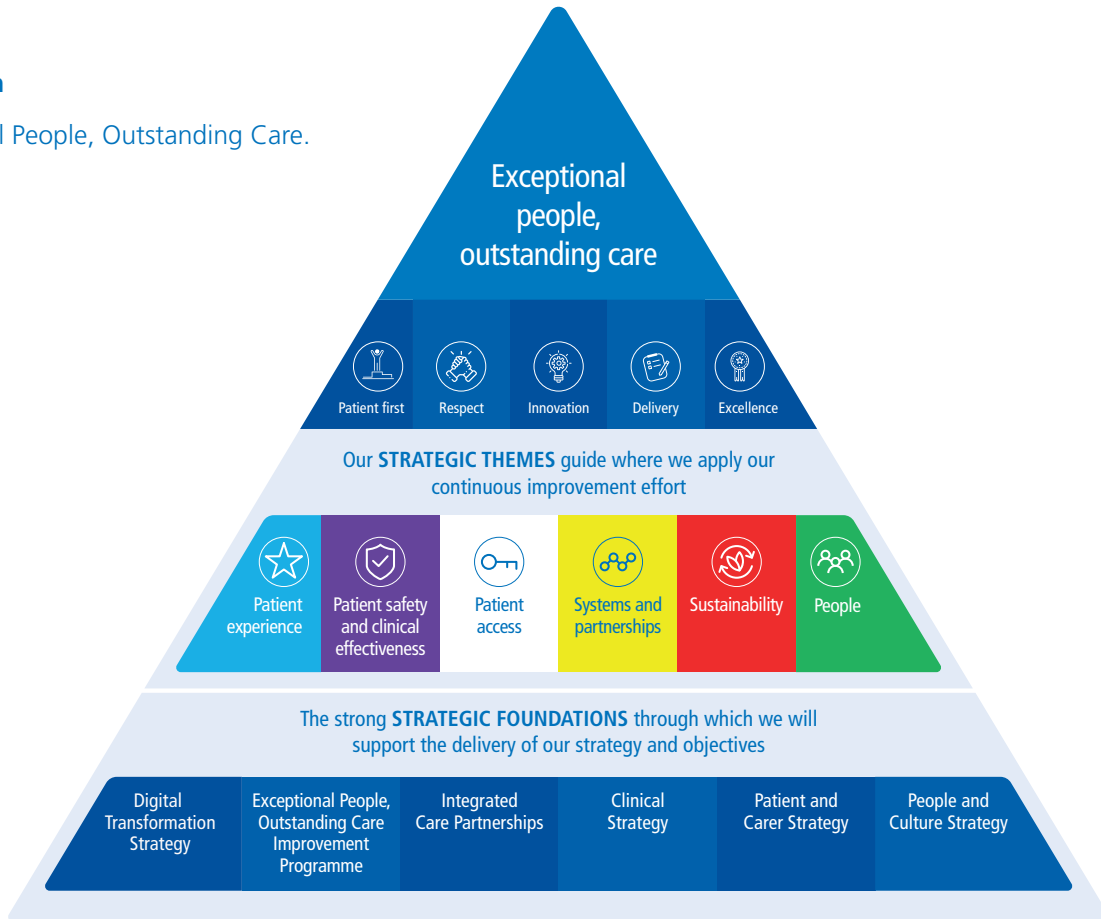 l People, Outstanding Care.
Exceptional
people,
outstanding care
Patient first
Respect
Innovation
Delivery
Excellence
Our STRATEGIC THEMES guide where we apply our
continuous improvement effort
Patient
experience
Patient safety
and clinical
effectiveness
Patient
access
Systems and
partnerships
Sustainability
People
The strong STRATEGIC FOUNDATIONS through which we will
support the delivery of our strategy and objectives
Digital
Transformation
Strategy
Exceptional People,
Outstanding Care
Improvement
Programme
Integrated
Care Partnerships
Clinical
Strategy
Patient and
Carer Strategy
People and
Culture Strategy